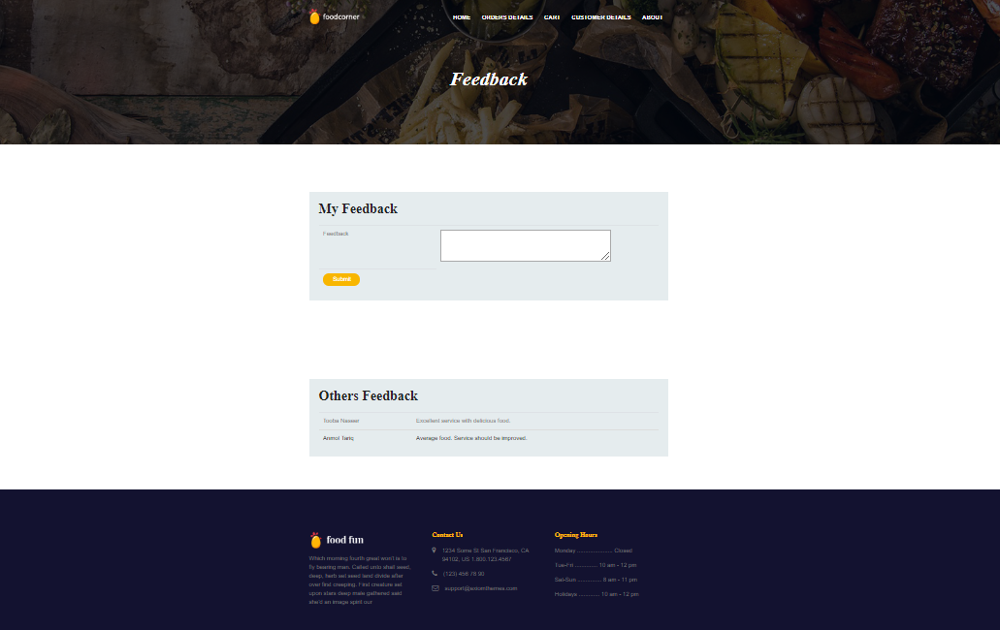 foodcorner
HOME ORDERS DETAILS CART CUSTOMER DETAILS ABOUT
Feedback
My Feedback
Feedback
Submit
Others Feedback
Tooba Naseer Excellent service with delicious food.
Anmol Tariq Average food. Service should be improved.
food fun
Which morning fourth great won't is to
fly bearing man. Called unto shall seed,
deep, herb set seed land divide after
over first creeping. First creature set
upon stars deep male gathered said
she'd an image spirit our
Contact Us
1234 Some St San Francisco, CA
94102, US 1.800.123.4567
(123) 456 78 90
support@axiomthemes.com
Opening Hours
Monday ...................... Closed
Tue-Fri .............. 10 am - 12 pm
Sat-Sun ............... 8 am - 11 pm
Holidays ............. 10 am - 12 pm